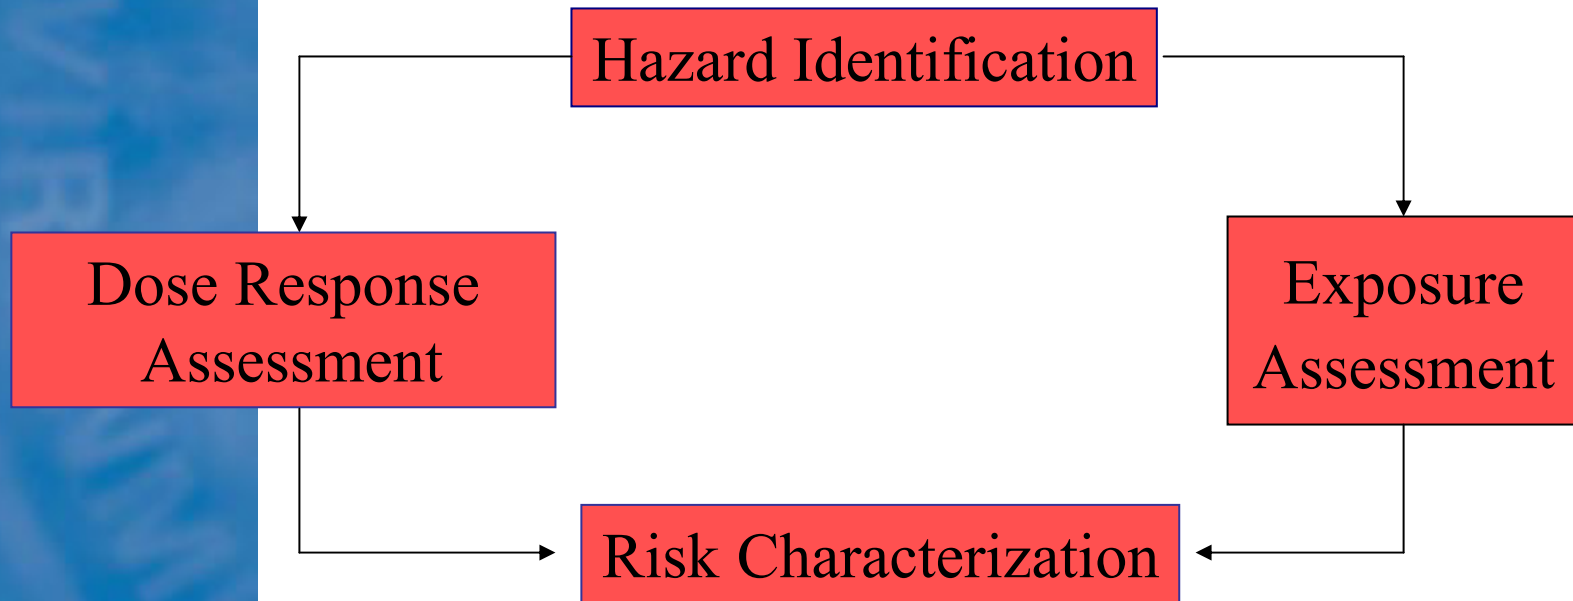 Hazard Identification
Dose Response
Assessment
Exposure
Assessment
Risk Characterization